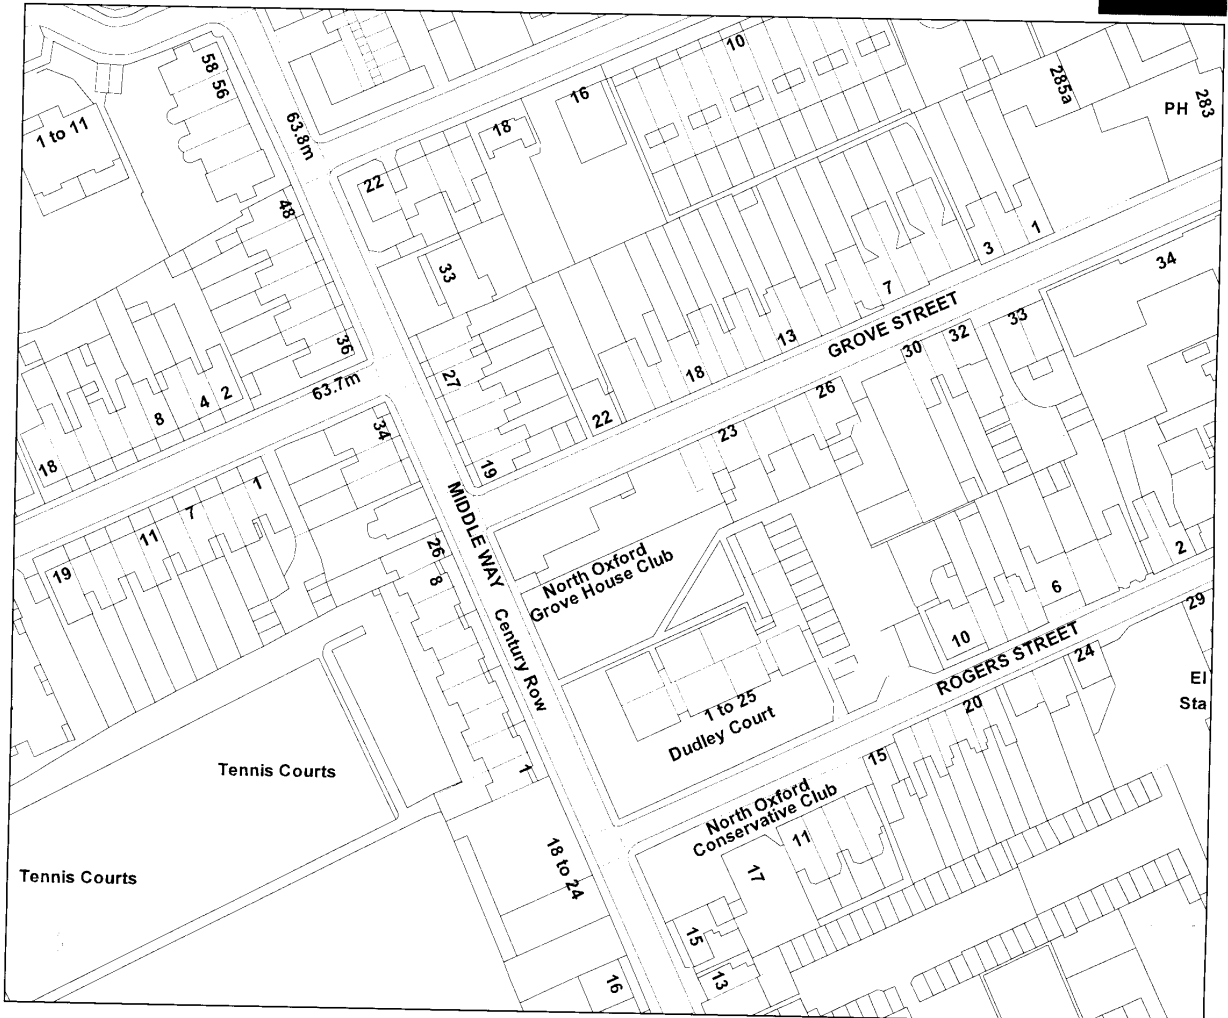 58 56
10
285a
283
PH
1 to 11
16
18
63.8m
22
48
33
1
3
34
7
13
GROVE STREET
33
32
30
36
63.7m
27
18
26
22
23
2
4
8
18
34
19
1
7
11
19
MIDDLE WAY
26
8
North Oxford
Grove House Club
Century Row
2
6
10
29
ROGERS STREET
24
El
Sta
1 to 25
Dudley Court
20
15
Tennis Courts
1
North Oxford
Conservative Club
11
17
18 to 24
Tennis Courts
15
13
16